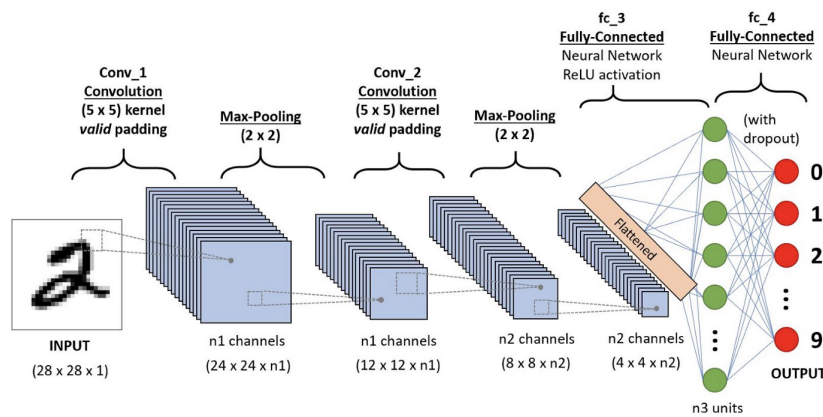 fc_3
Fully-Connected
Neural Network
ReLU activation
fc_4
Fully-Connected
Neural Network
Conv_1
Convolution
(5 x 5) kernel
valid padding
Max-Pooling
(2 x 2)
Conv_2
Convolution
(5 x 5) kernel
valid padding
Max-Pooling
(2 x 2)
(with
dropout)
Flattened
0
1
2
9
INPUT
(28 x 28 x 1)
n1 channels
(24 x 24 x n1)
n1 channels
(12 x 12 x n1)
n2 channels
(8 x 8 x n2)
n2 channels
(4 x 4 x n2)
OUTPUT
n3 units